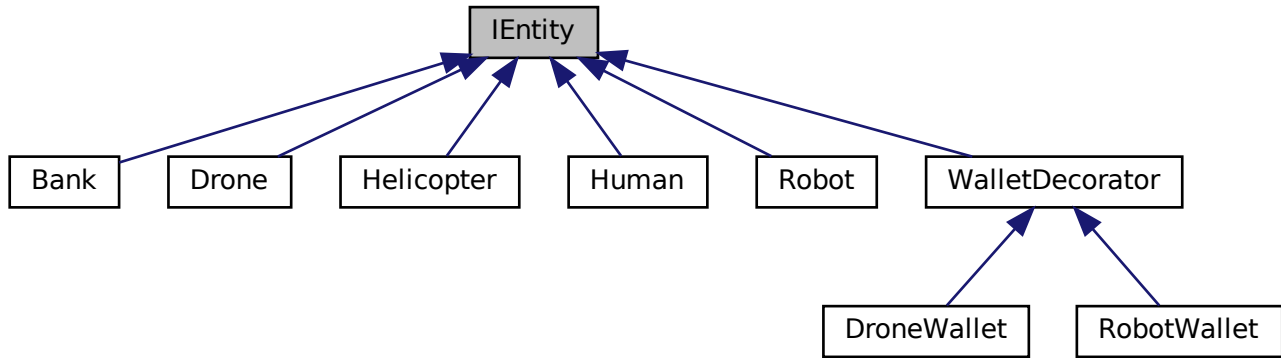 IEntity
Bank
Drone
Helicopter
Human
Robot
WalletDecorator
DroneWallet
RobotWallet